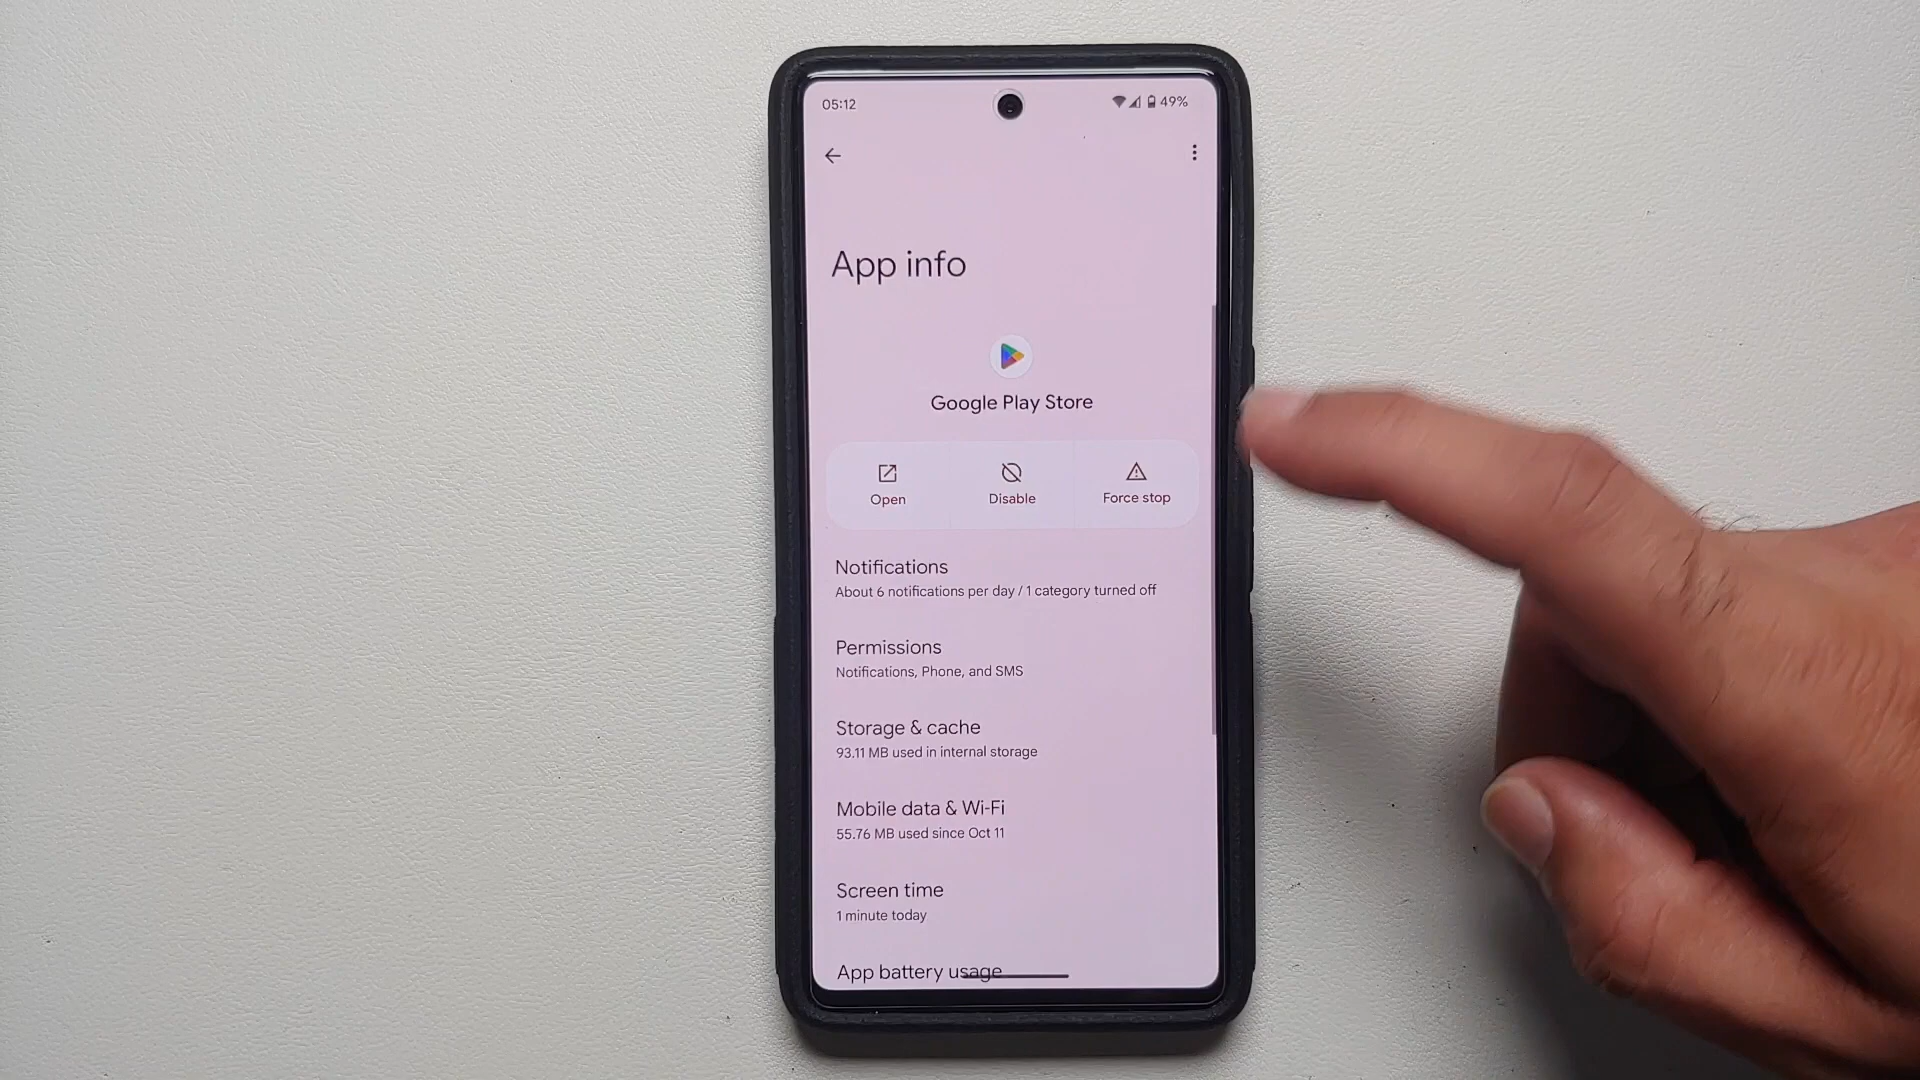 05:12
49%
App info
Google Play Store
Open
Disable
Force stop
Notifications
About 6 notifications per day / 1 category turned off
Permissions
Notifications, Phone, and SMS
Storage & cache
93.11 MB used in internal storage
Mobile data & Wi-Fi
55.76 MB used since Oct 11
Screen time
1 minute today
App battery usage